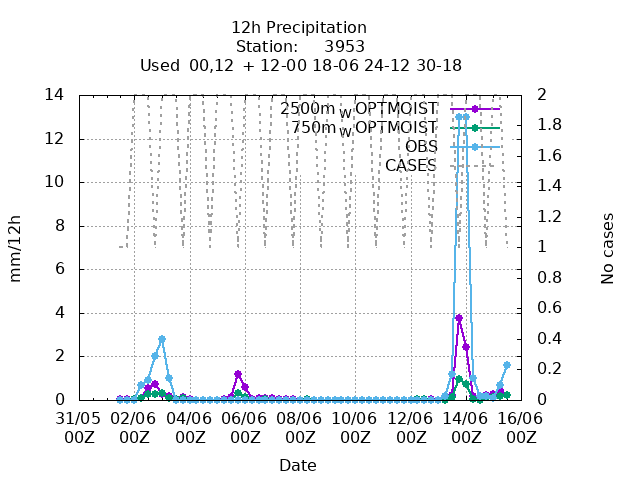 12h Precipitation
Station: 3953
Used 00,12 + 12-00 18-06 24-12 30-18
14 2
2500m W OPTMOIST
750m W OPTMOIST
OBS
CASES
12 1.8
10 1.6
8 1.4
6 1.2
4 1
2 0.8
0 0.6
0.4
0.2
0
mm/12h
No cases
31/05 02/06 04/06 06/06 08/06 10/06 12/06 14/06 16/06
00Z 00Z 00Z 00Z 00Z 00Z 00Z 00Z 00Z
Date